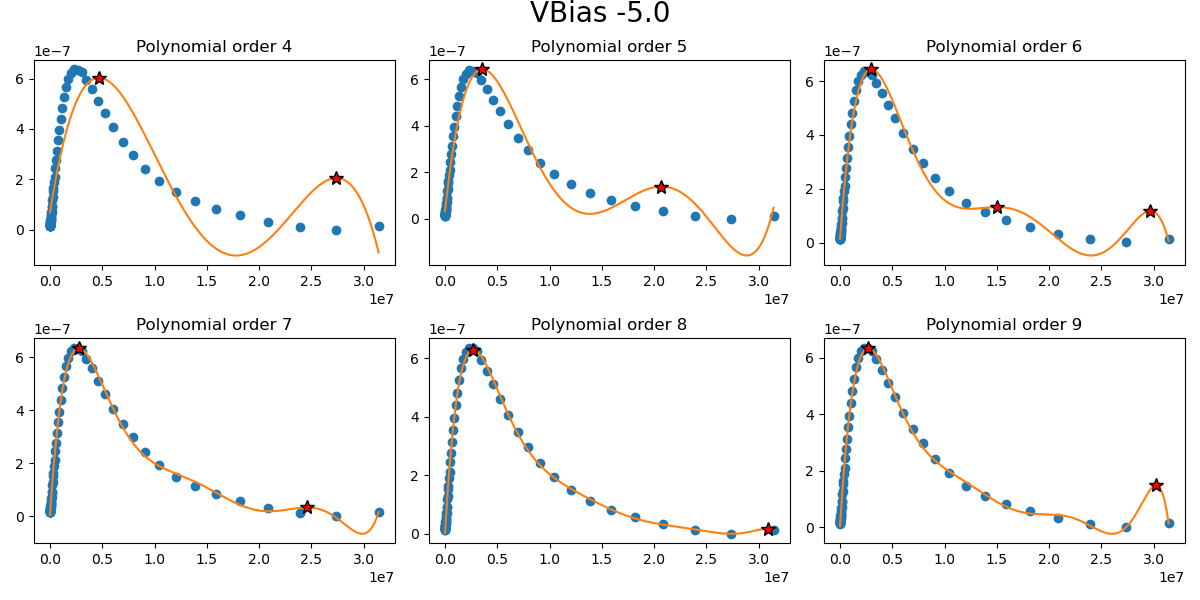 VBias -5.0
Polynomial order 4
1e−7
6
4
2
0
0.0 0.5 1.0 1.5 2.0 2.5 3.0
1e7
Polynomial order 5
1e−7
6
4
2
0
0.0 0.5 1.0 1.5 2.0 2.5 3.0
1e7
Polynomial order 6
1e−7
6
4
2
0
0.0 0.5 1.0 1.5 2.0 2.5 3.0
1e7
Polynomial order 7
1e−7
6
4
2
0
0.0 0.5 1.0 1.5 2.0 2.5 3.0
1e7
Polynomial order 8
1e−7
6
4
2
0
0.0 0.5 1.0 1.5 2.0 2.5 3.0
1e7
Polynomial order 9
1e−7
6
4
2
0
0.0 0.5 1.0 1.5 2.0 2.5 3.0
1e7